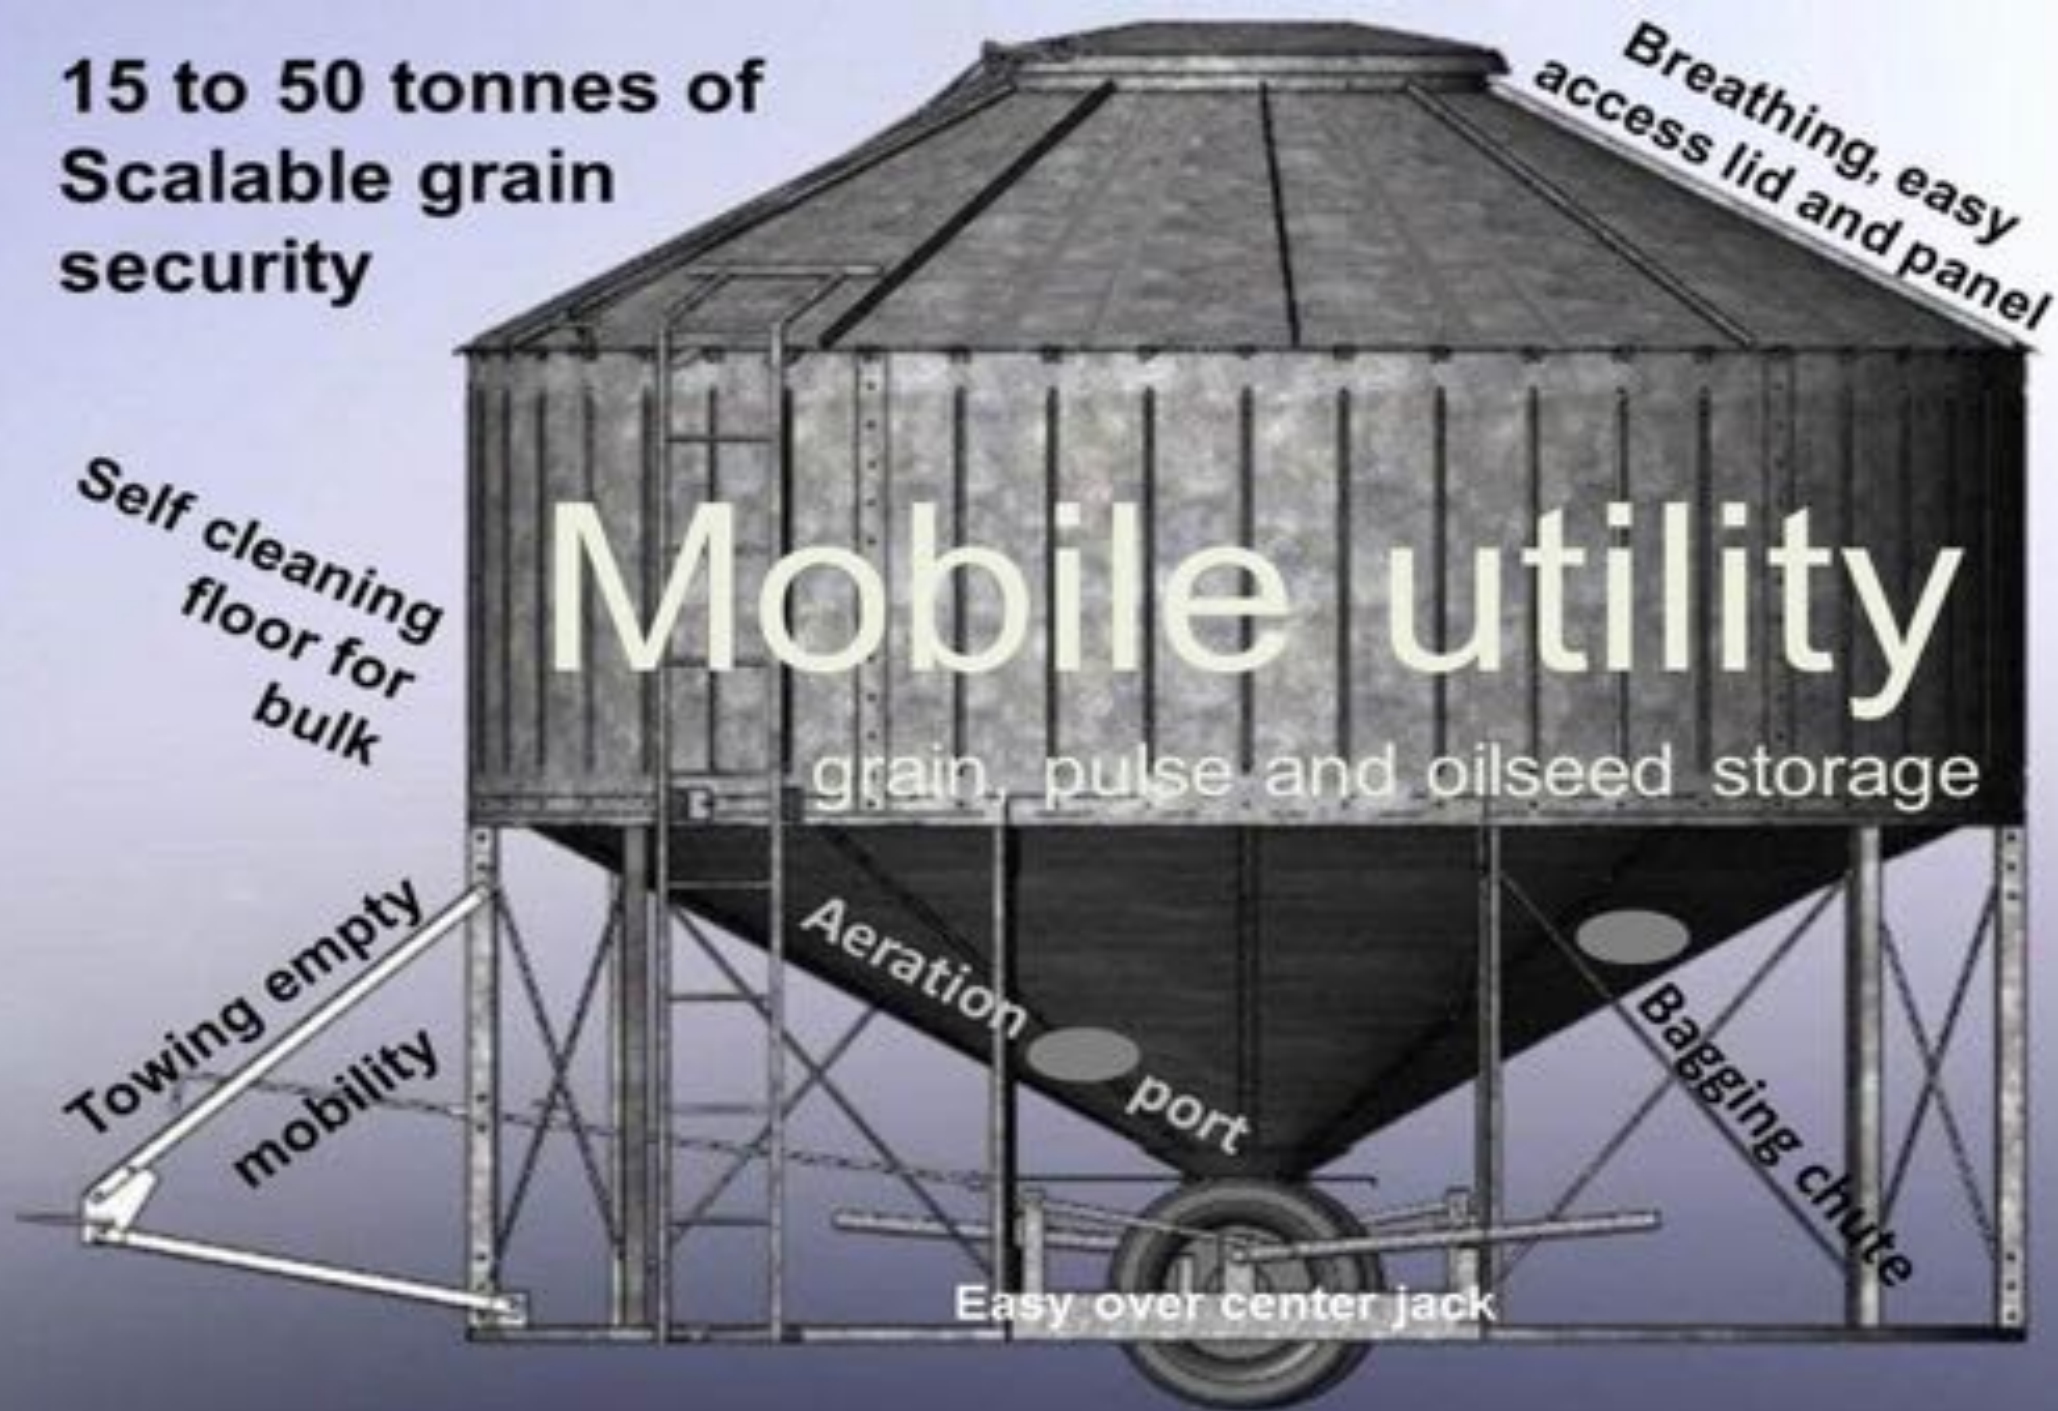 15 to 50 tonnes of
Scalable grain
security
Breathing, easy
access lid and panel
Self cleaning
floor for
bulk
Mobile utility
grain, pulse and oilseed storage
Towing empty
mobility
Aeration
port
Bagging chute
Easy over center jack